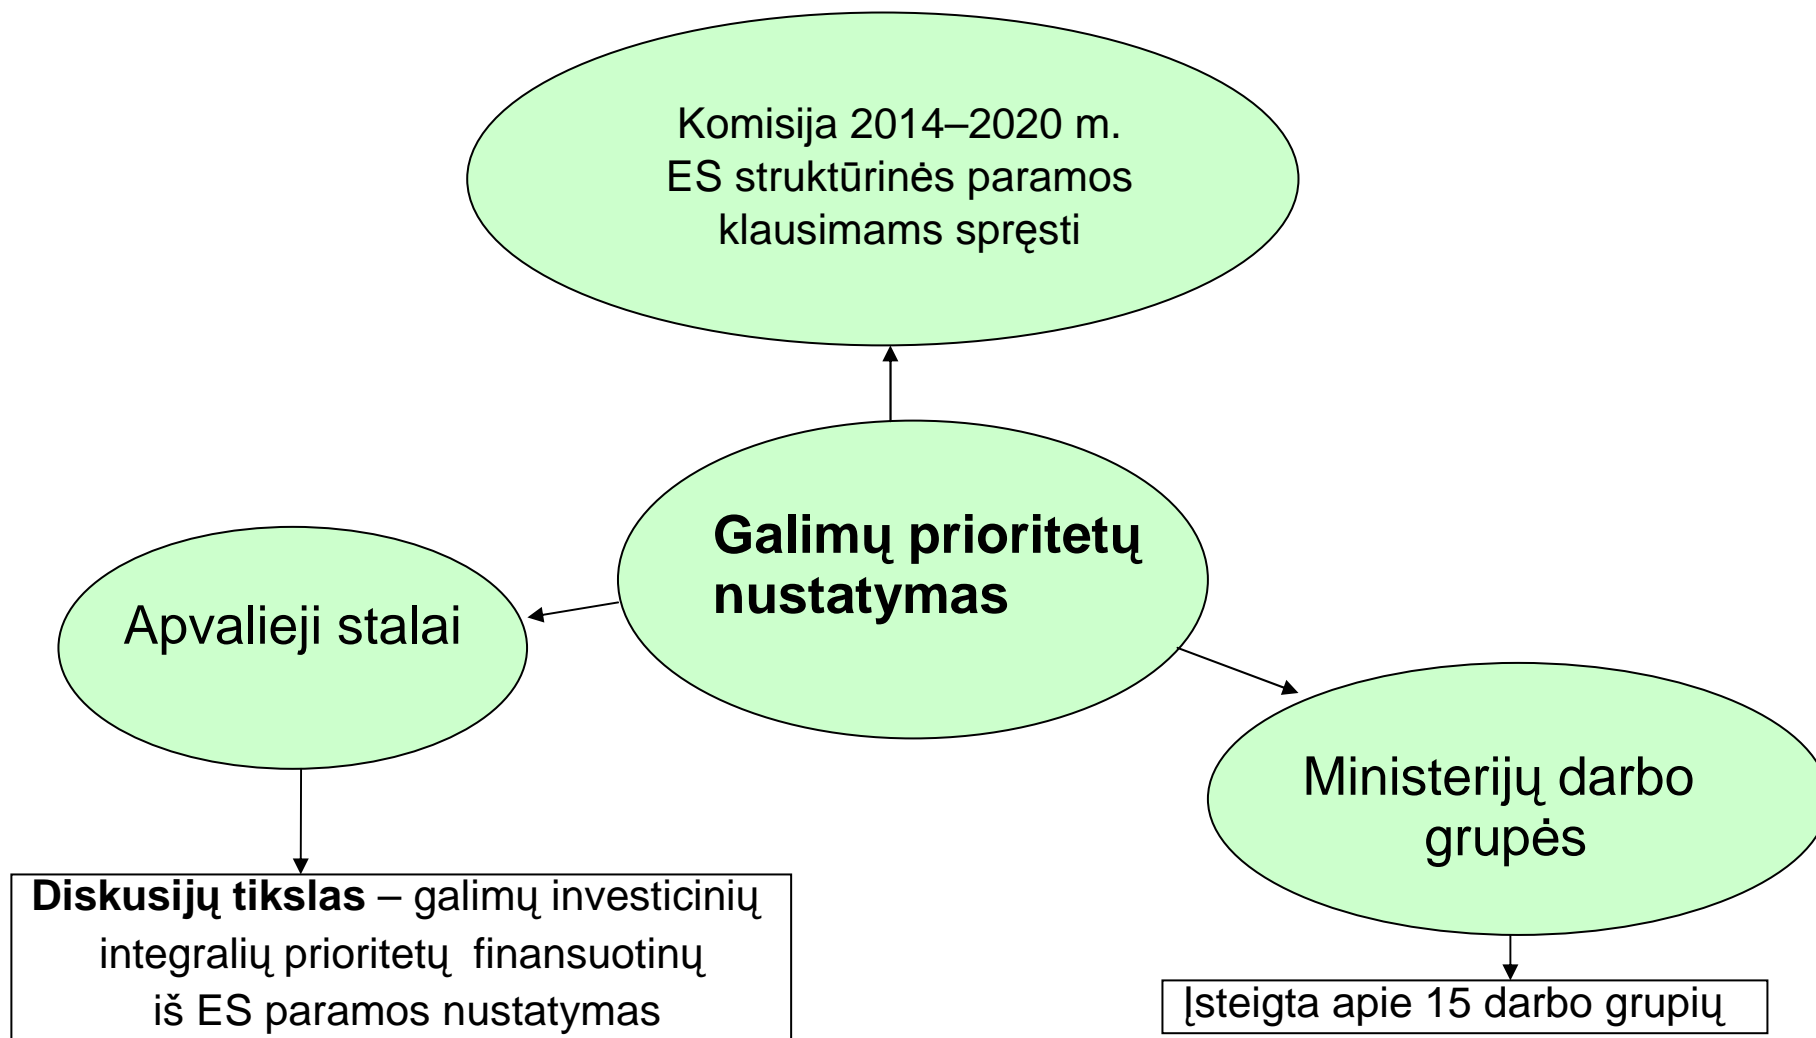 Komisija 2014–2020 m.
ES struktūrinės paramos
klausimams spręsti
Galimų prioritetų
nustatymas
Apvalieji stalai
Ministerijų darbo
grupės
Diskusijų tikslas – galimų investicinių
integralių prioritetų finansuotinų
iš ES paramos nustatymas
Įsteigta apie 15 darbo grupių